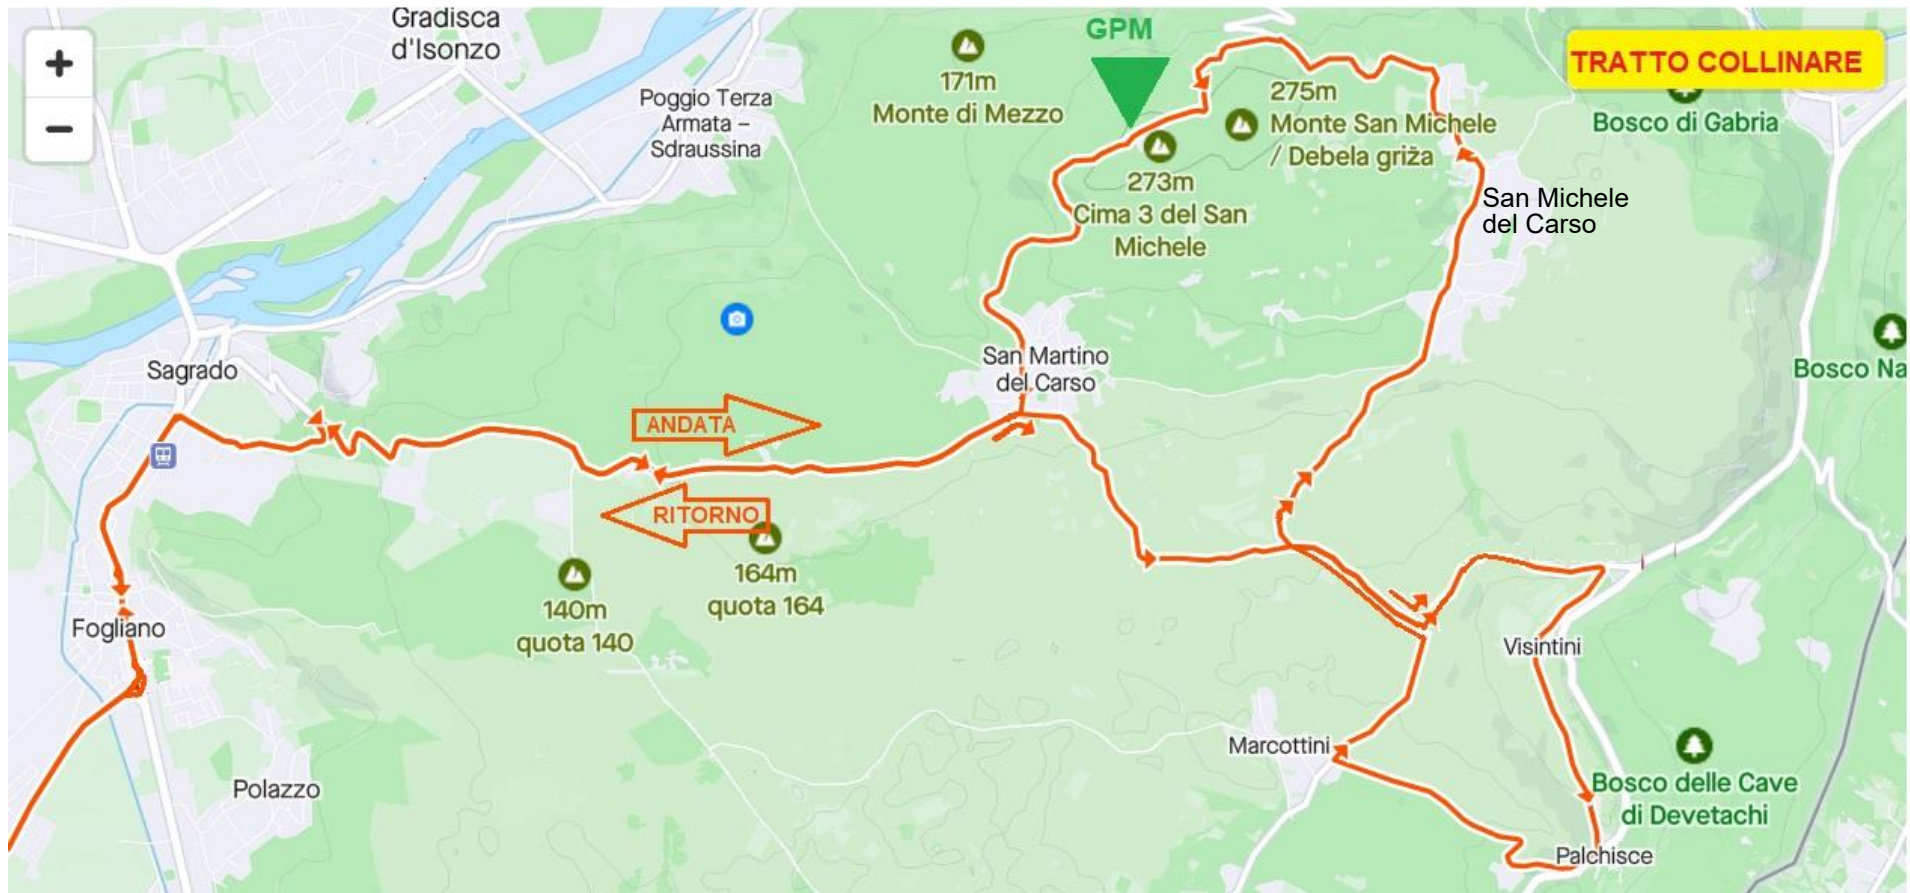 Gradisca
d'Isonzo
GPM
TRATTO COLLINARE
+
−
171m
Monte di Mezzo
Poggio Terza
Armata –
Sdraussina
275m
Monte San Michele
/ Debela griža
Bosco di Gabria
273m
Cima 3 del San
Michele
San Michele
del Carso
Sagrado
San Martino
del Carso
Bosco Na
ANDATA
RITORNO
164m
quota 164
140m
quota 140
Fogliano
Visintini
Marcottini
Polazzo
Bosco delle Cave
di Devetachi
Palchisce